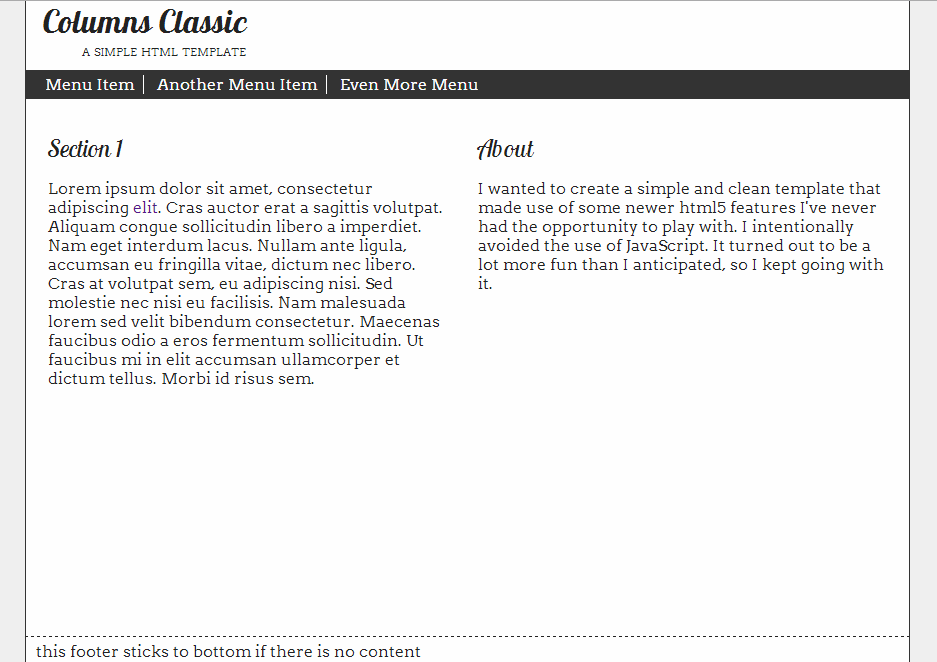 Columns Classic
A SIMPLE HTML TEMPLATE
Menu Item
Another Menu Item
Even More Menu
Section 1
Lorem ipsum dolor sit amet, consectetur
adipiscing elit. Cras auctor erat a sagittis volutpat.
Aliquam congue sollicitudin libero a imperdiet.
Nam eget interdum lacus. Nullam ante ligula,
accumsan eu fringilla vitae, dictum nec libero.
Cras at volutpat sem, eu adipiscing nisi. Sed
molestie nec nisi eu facilisis. Nam malesuada
lorem sed velit bibendum consectetur. Maecenas
faucibus odio a eros fermentum sollicitudin. Ut
faucibus mi in elit accumsan ullamcorper et
dictum tellus. Morbi id risus sem.
About
I wanted to create a simple and clean template that
made use of some newer html5 features I've never
had the opportunity to play with. I intentionally
avoided the use of JavaScript. It turned out to be a
lot more fun than I anticipated, so I kept going with
it.
this footer sticks to bottom if there is no content